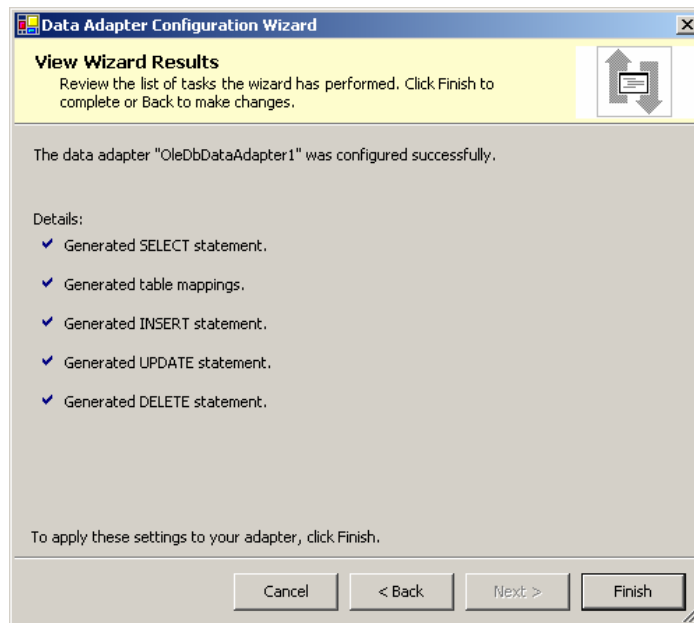 Data Adapter Configuration Wizard
View Wizard Results
Review the list of tasks the wizard has performed. Click Finish to
complete or Back to make changes.
The data adapter "OleDbDataAdapter1" was configured successfully.
Details:
Generated SELECT statement.
Generated table mappings.
Generated INSERT statement.
Generated UPDATE statement.
Generated DELETE statement.
To apply these settings to your adapter, click Finish.
Cancel
< Back
Next >
Finish